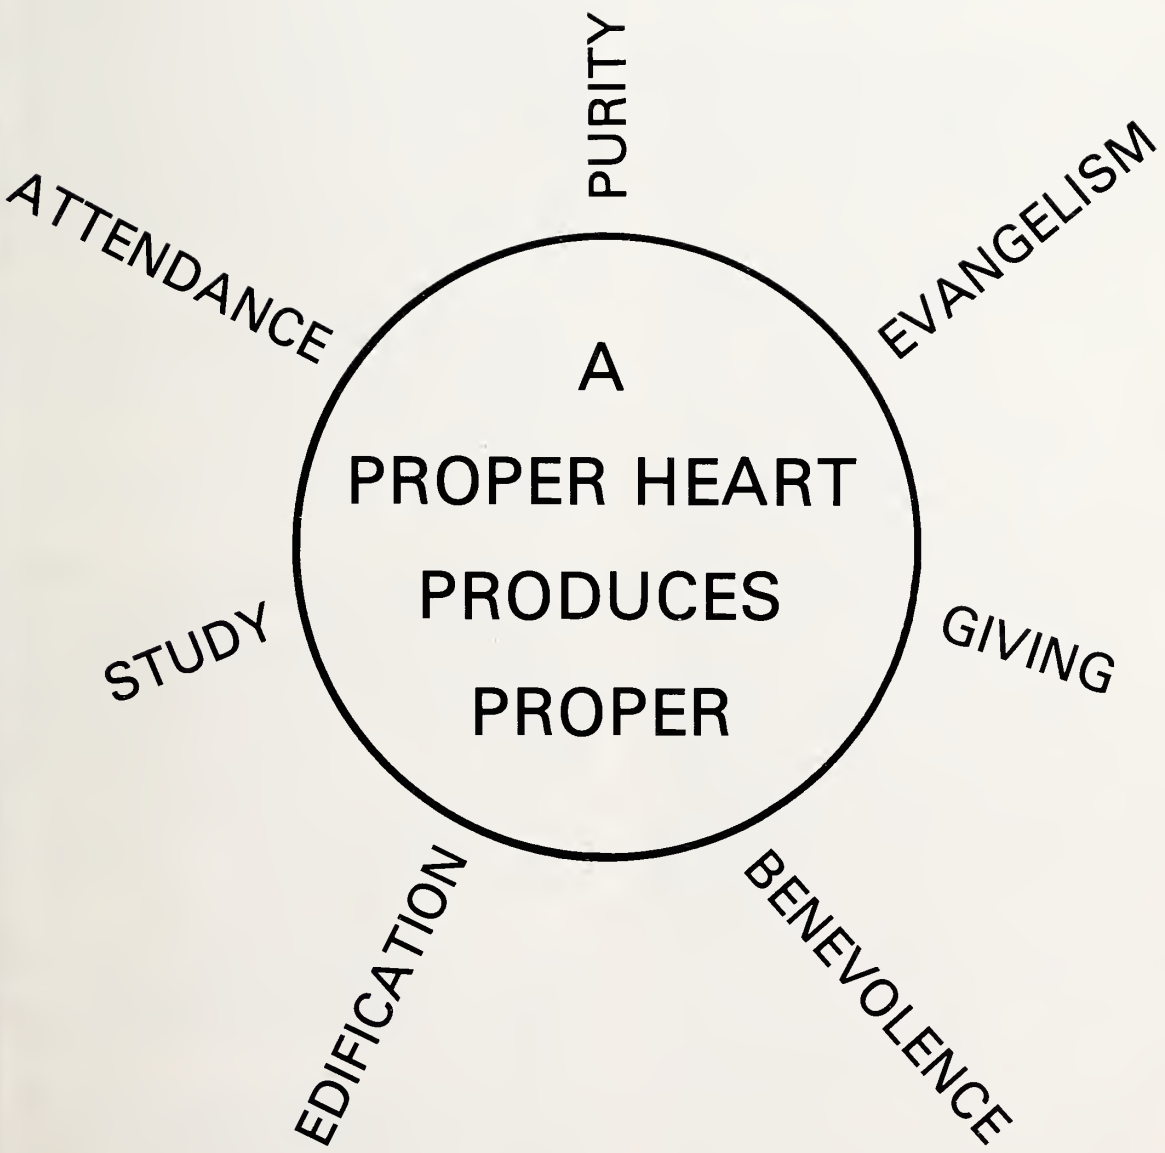 A
PROPER HEART
PRODUCES
PROPER
PURITY
EVANGELISM
GIVING
BENEVOLENCE
EDIFICATION
STUDY
ATTENDANCE